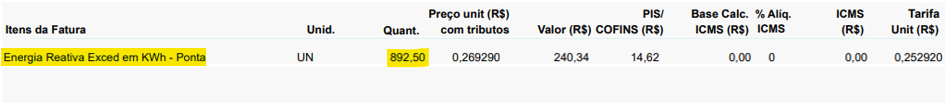 Itens da Fatura Unid. Quant. Preço unit (R$) com tributos Valor (R$) PIS/ COFINS (R$) Base Calc. ICMS (R$) % Alíq. ICMS ICMS (R$) Tarifa Unit (R$)
Energia Reativa Exced em KWh - Ponta UN 892,50 0,269290 240,34 14,62 0,00 0 0,00 0,252920